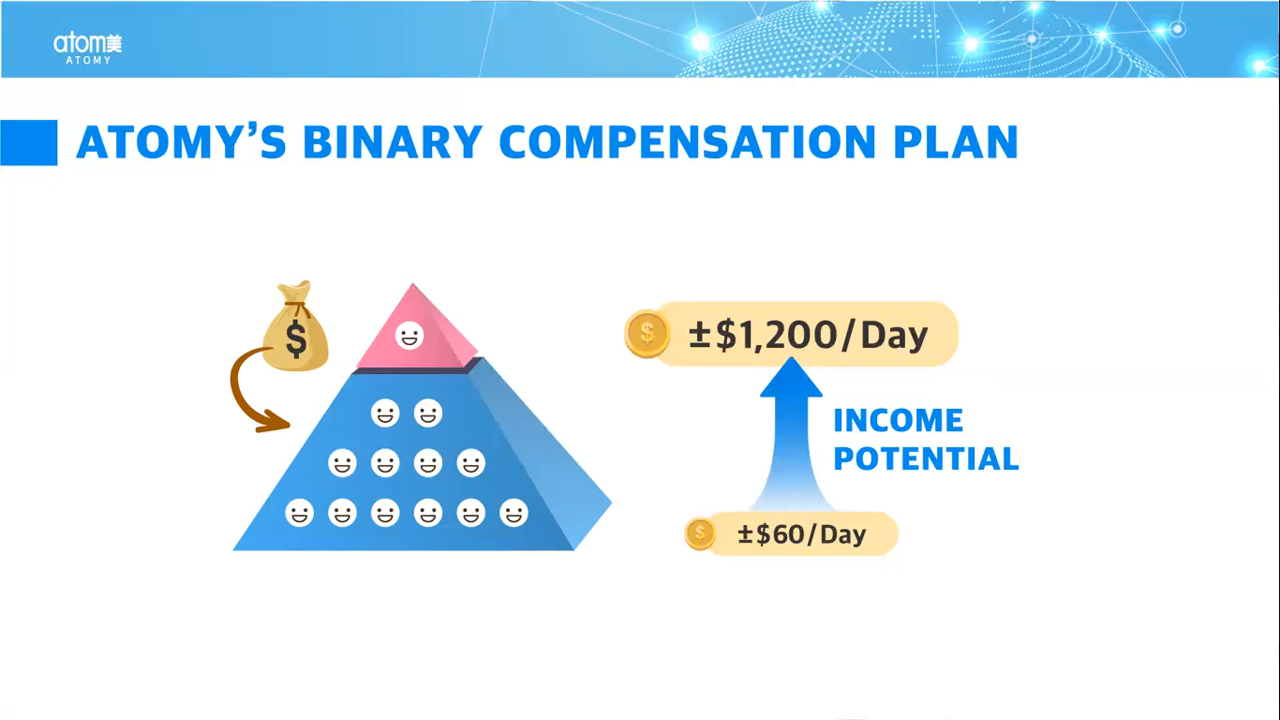 atom美
ATOMY
ATOMY’S BINARY COMPENSATION PLAN
$
$ ±$1,200/Day
INCOME
POTENTIAL
$ ±$60/Day